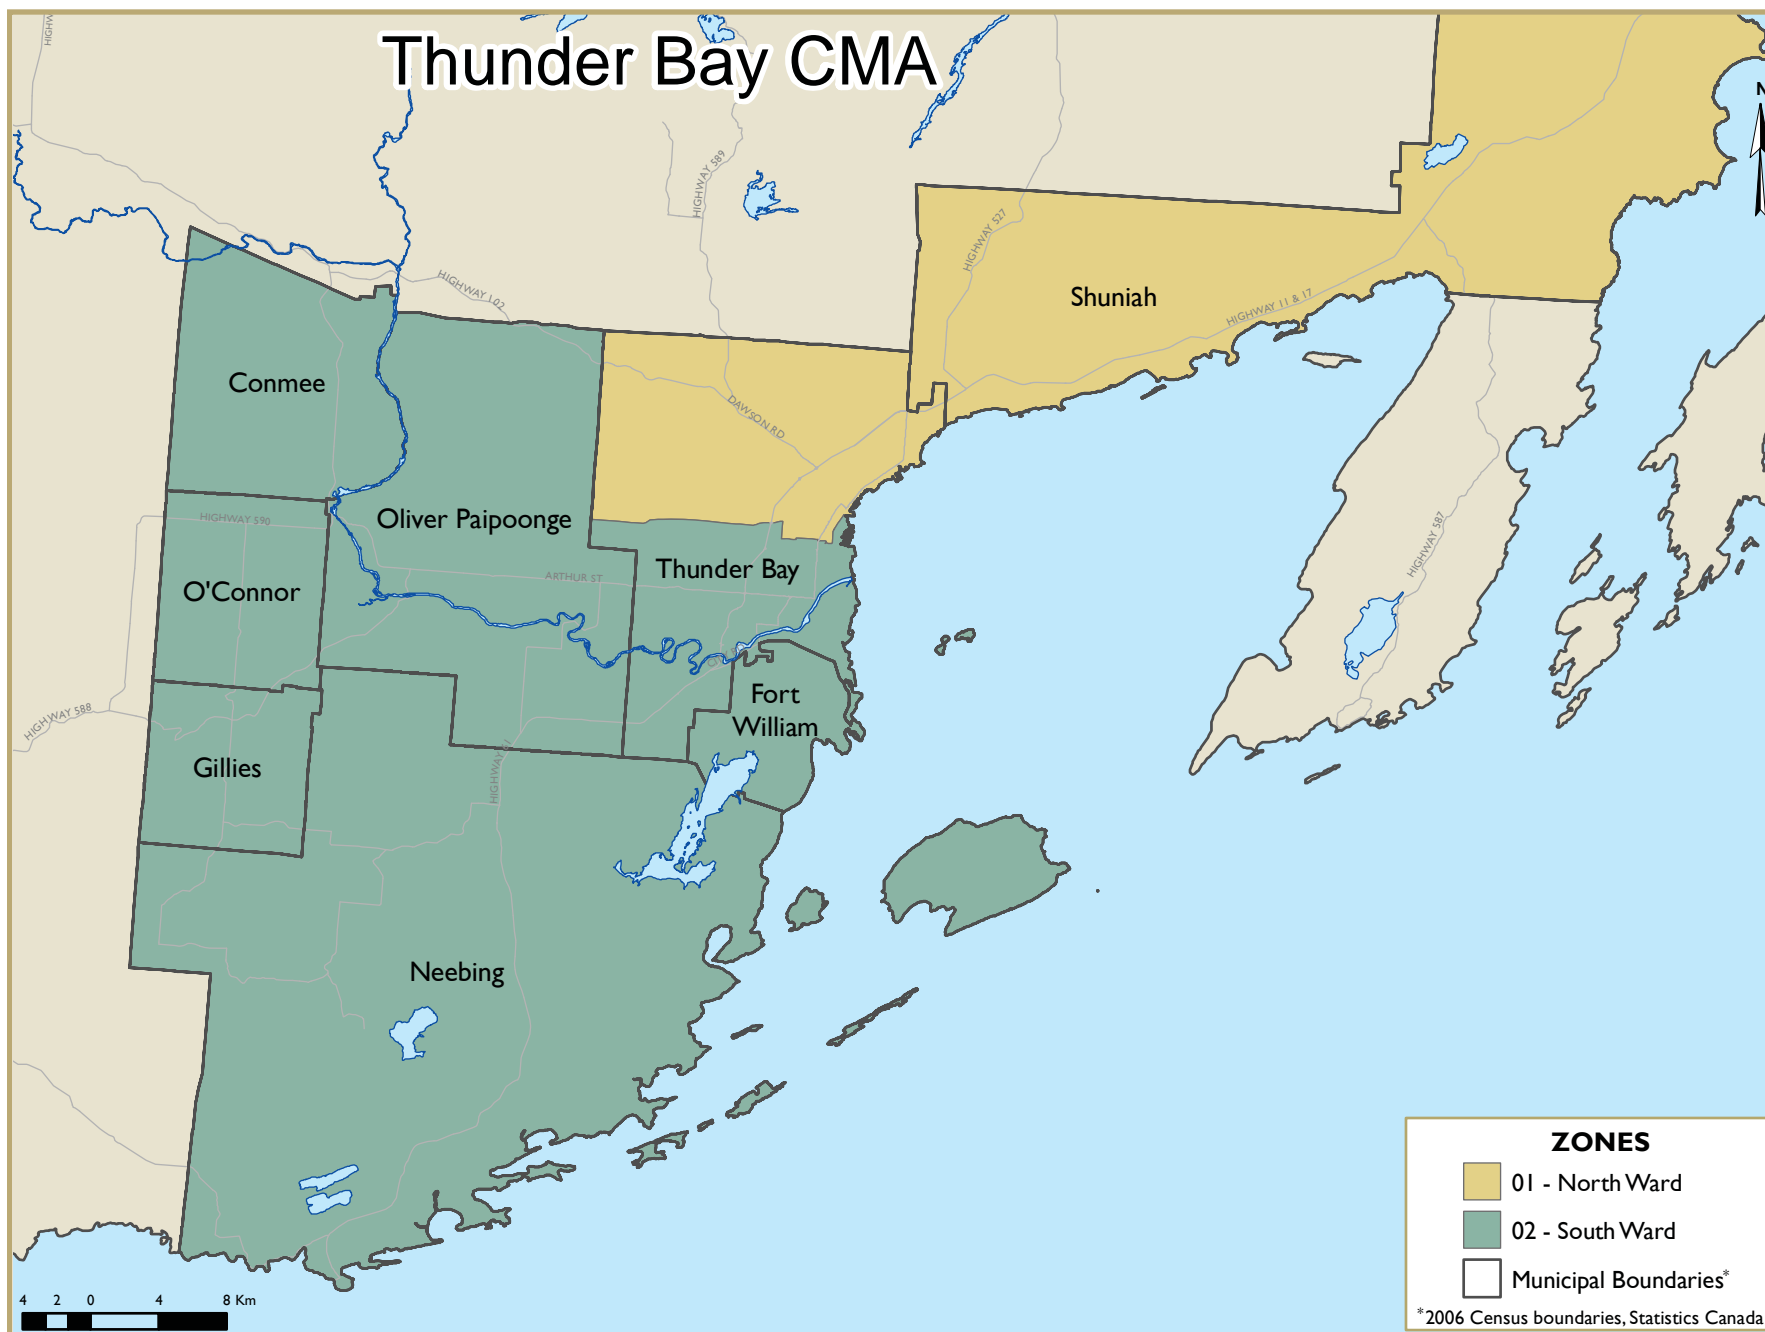 Thunder Bay CMA
N
HIGHWAY 589
HIGHWAY 527
HIGHWAY 102
Shuniah
HIGHWAY 11 & 17
Conmee
DAWSON RD
HIGHWAY 590
Oliver Paipoonge
HIGHWAY 587
Thunder Bay
ARTHUR ST
O'Connor
Fort
William
HIGHWAY 588
Gillies
Neebing
ZONES
01 - North Ward
02 - South Ward
Municipal Boundaries*
*2006 Census boundaries, Statistics Canada
4 2 0 4 8 Km